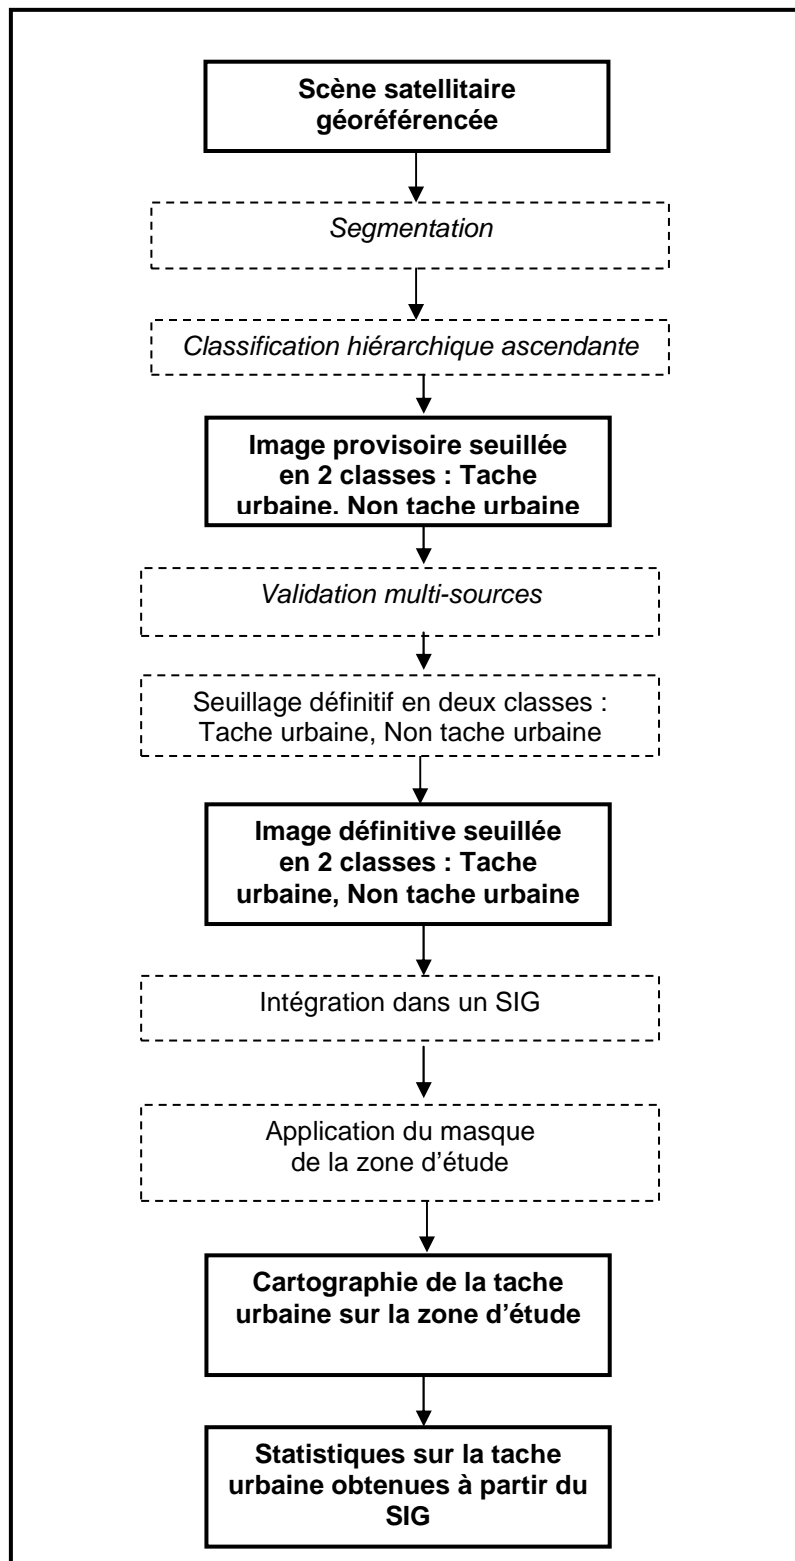 Scène satellitaire
géoréférencée
Segmentation
Classification hiérarchique ascendante
Image provisoire seuillée
en 2 classes : Tache
urbaine, Non tache urbaine
Validation multi-sources
Seuillage définitif en deux classes :
Tache urbaine, Non tache urbaine
Image définitive seuillée
en 2 classes : Tache
urbaine, Non tache urbaine
Intégration dans un SIG
Application du masque
de la zone d’étude
Cartographie de la tache
urbaine sur la zone d’étude
Statistiques sur la tache
urbaine obtenues à partir du
SIG